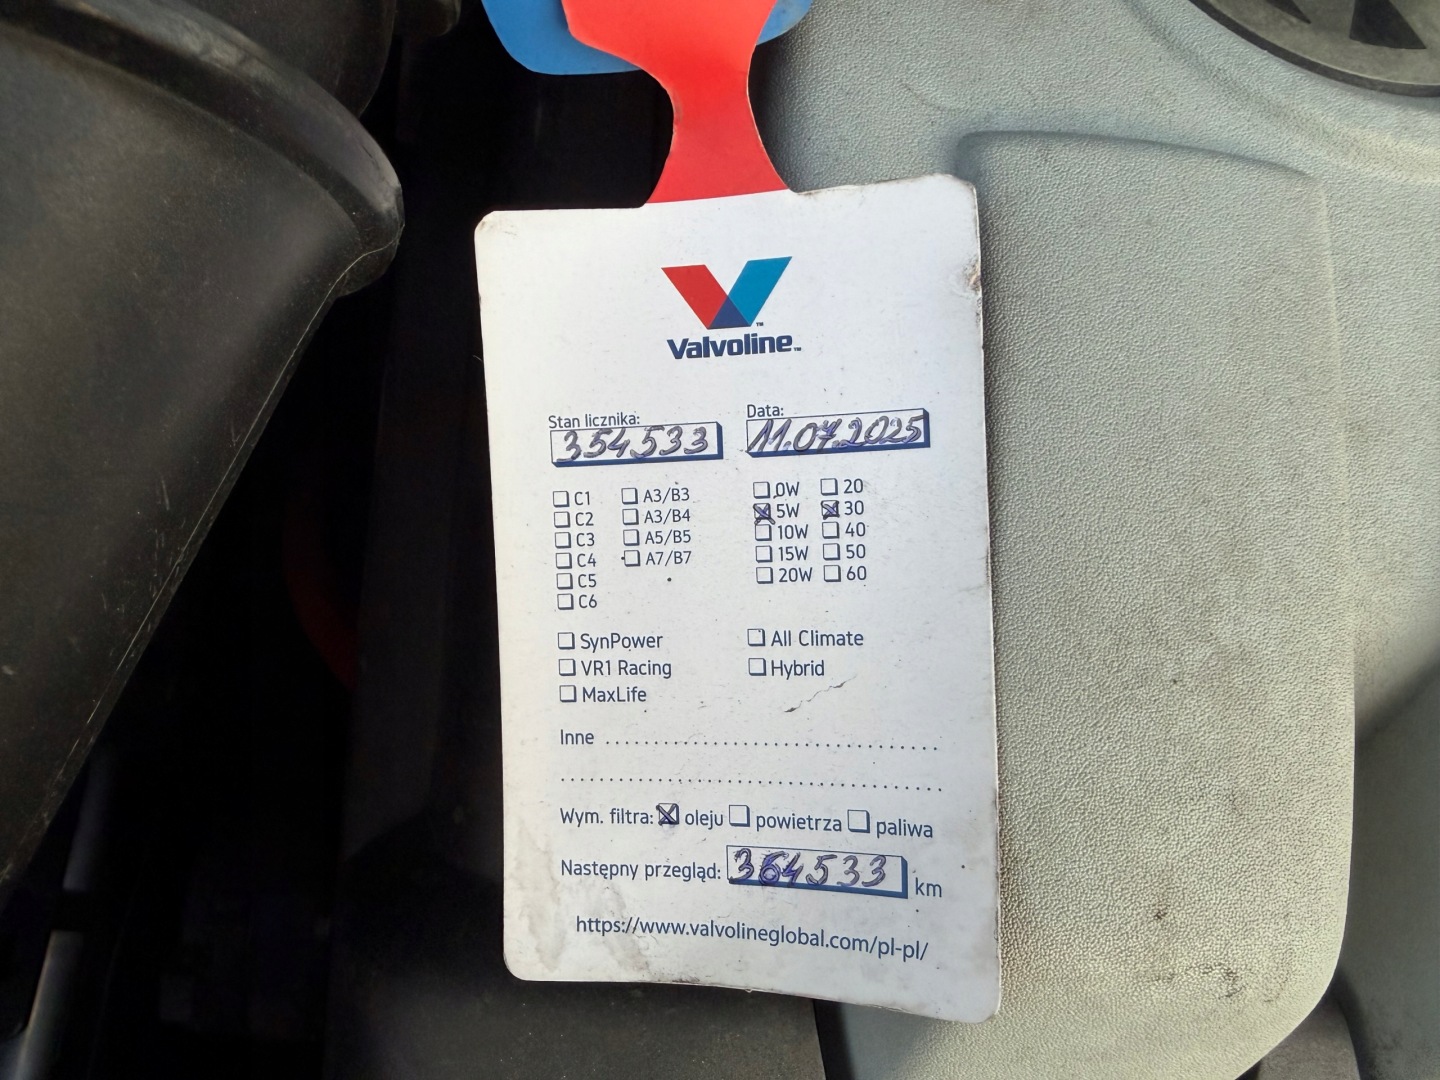 Valvoline™
Stan licznika: Data:
354533 11.07.2025
C1 A3/B3 0W 20
C2 A3/B4 5W 30
C3 A5/B5 10W 40
C4 A7/B7 15W 50
C5 20W 60
C6
SynPower All Climate
VR1 Racing Hybrid
MaxLife
Inne
Wym. filtra: oleju powietrza paliwa
Następny przegląd: 364533 km
https://www.valvolineglobal.com/pl-pl/